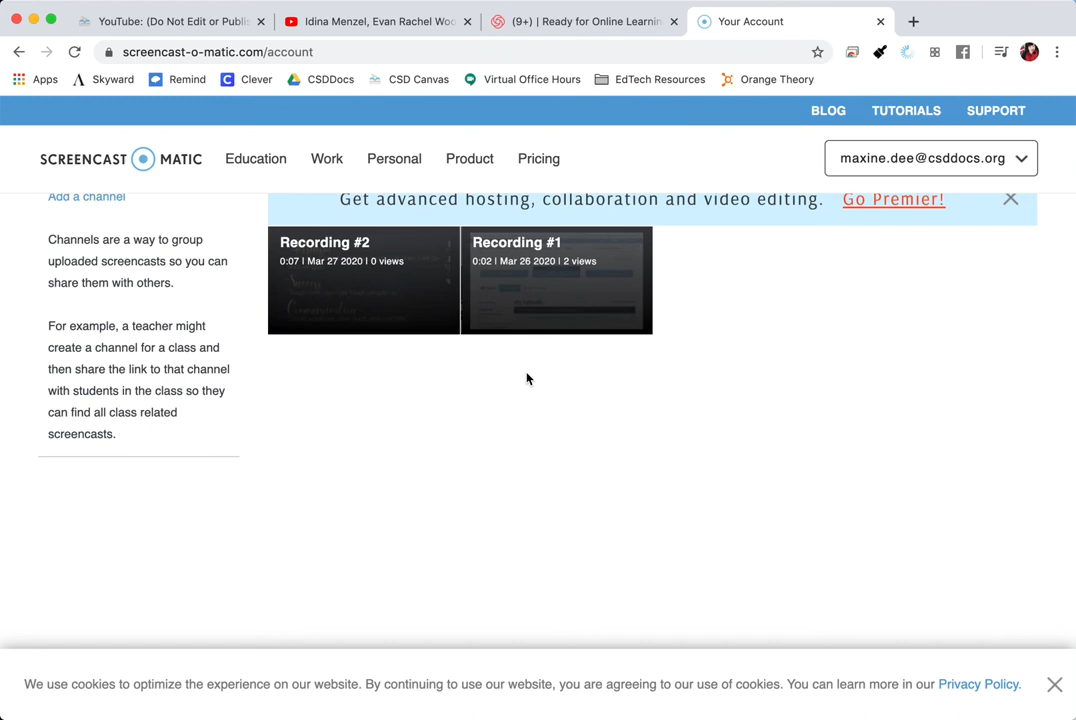 YouTube: (Do Not Edit or Publis
Idina Menzel, Evan Rachel Woo
(9+) | Ready for Online Learnin
Your Account
screencast-o-matic.com/account
Apps
Skyward
Remind
Clever
CSDDocs
CSD Canvas
Virtual Office Hours
EdTech Resources
Orange Theory
BLOG
TUTORIALS
SUPPORT
SCREENCAST O MATIC
Education
Work
Personal
Product
Pricing
maxine.dee@csddocs.org
Add a channel
Get advanced hosting, collaboration and video editing. Go Premier!
Channels are a way to group
uploaded screencasts so you can
share them with others.
For example, a teacher might
create a channel for a class and
then share the link to that channel
with students in the class so they
can find all class related
screencasts.
Recording #2
0:07 | Mar 27 2020 | 0 views
Recording #1
0:02 | Mar 26 2020 | 2 views
We use cookies to optimize the experience on our website. By continuing to use our website, you are agreeing to our use of cookies. You can learn more in our Privacy Policy.